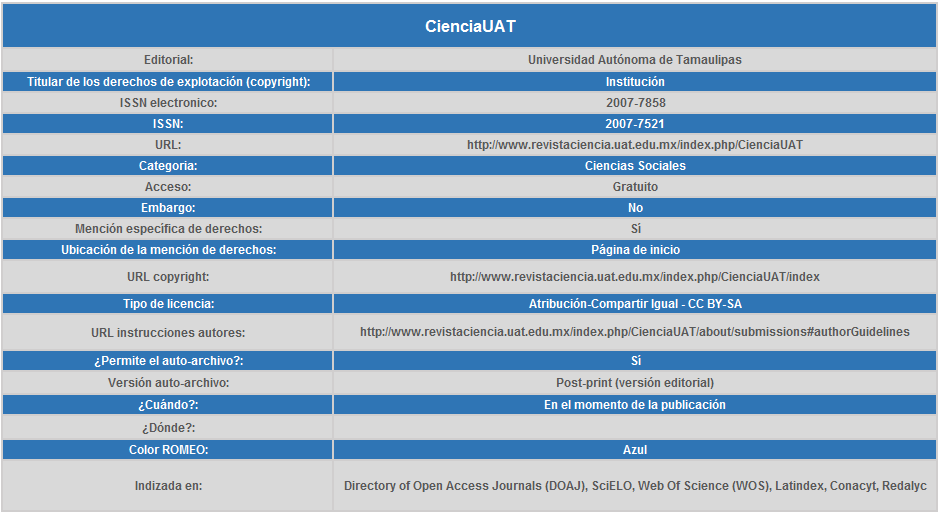 CienciaUAT
Editorial: Universidad Autónoma de Tamaulipas
Titular de los derechos de explotación (copyright): Institución
ISSN electronico: 2007-7858
ISSN: 2007-7521
URL: http://www.revistaciencia.uat.edu.mx/index.php/CienciaUAT
Categoria: Ciencias Sociales
Acceso: Gratuito
Embargo: No
Mención específica de derechos: Sí
Ubicación de la mención de derechos: Página de inicio
URL copyright: http://www.revistaciencia.uat.edu.mx/index.php/CienciaUAT/index
Tipo de licencia: Atribución-Compartir Igual - CC BY-SA
URL instrucciones autores: http://www.revistaciencia.uat.edu.mx/index.php/CienciaUAT/about/submissions#authorGuidelines
¿Permite el auto-archivo?: Sí
Versión auto-archivo: Post-print (versión editorial)
¿Cuándo?: En el momento de la publicación
¿Dónde?:
Color ROMEO: Azul
Indizada en: Directory of Open Access Journals (DOAJ), SciELO, Web Of Science (WOS), Latindex, Conacyt, Redalyc